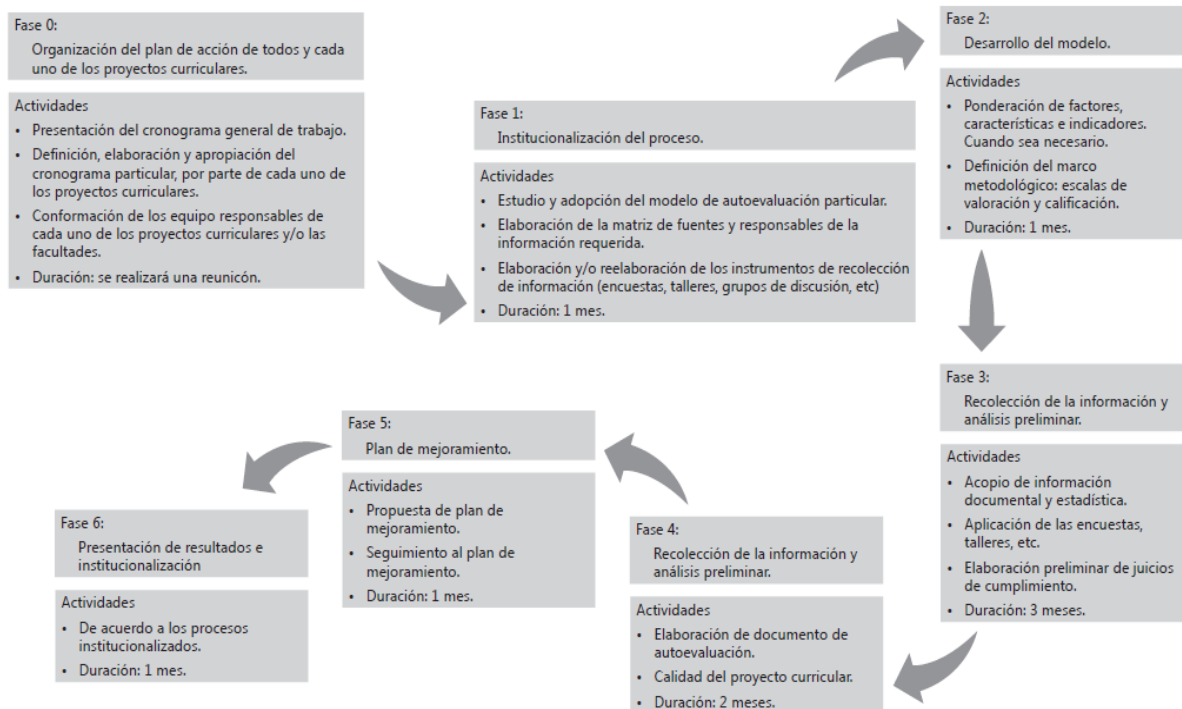 Fase 0:
Organización del plan de acción de todos y cada
uno de los proyectos curriculares.
Actividades
• Presentación del cronograma general de trabajo.
• Definición, elaboración y apropiación del
cronograma particular, por parte de cada uno de
los proyectos curriculares.
• Conformación de los equipo responsables de
cada uno de los proyectos curriculares y/o las
facultades.
• Duración: se realizará una reunicón.
Fase 1:
Institucionalización del proceso.
Actividades
• Estudio y adopción del modelo de autoevaluación particular.
• Elaboración de la matriz de fuentes y responsables de la
información requerida.
• Elaboración y/o reelaboración de los instrumentos de recolección
de información (encuestas, talleres, grupos de discusión, etc)
• Duración: 1 mes.
Fase 2:
Desarrollo del modelo.
Actividades
• Ponderación de factores,
características e indicadores.
Cuando sea necesario.
• Definición del marco
metodológico: escalas de
valoración y calificación.
• Duración: 1 mes.
Fase 3:
Recolección de la información y
análisis preliminar.
Actividades
• Acopio de información
documental y estadística.
• Aplicación de las encuestas,
talleres, etc.
• Elaboración preliminar de juicios
de cumplimiento.
• Duración: 3 meses.
Fase 4:
Recolección de la información y
análisis preliminar.
Actividades
• Elaboración de documento de
autoevaluación.
• Calidad del proyecto curricular.
• Duración: 2 meses.
Fase 5:
Plan de mejoramiento.
Actividades
• Propuesta de plan de
mejoramiento.
• Seguimiento al plan de
mejoramiento.
• Duración: 1 mes.
Fase 6:
Presentación de resultados e
institucionalización
Actividades
• De acuerdo a los procesos
institucionalizados.
• Duración: 1 mes.